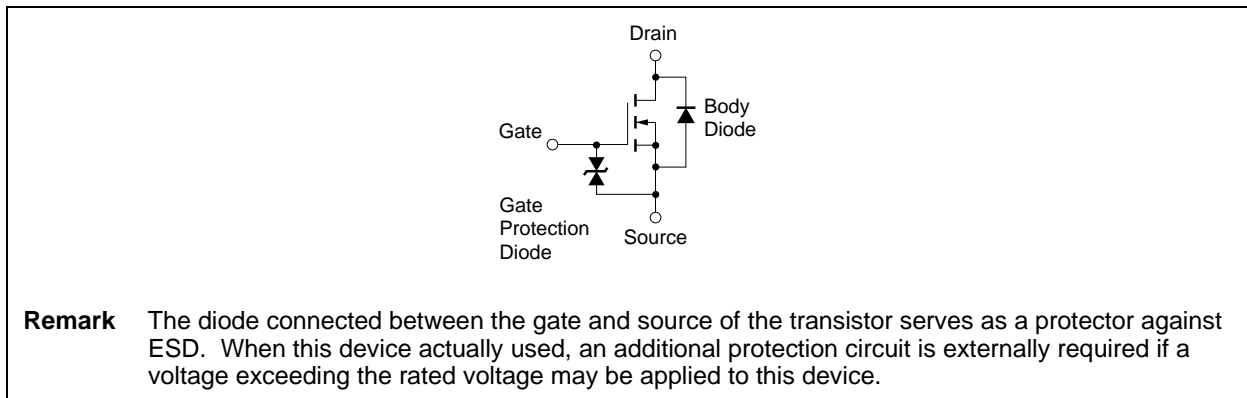 Drain
Body
Diode
Gate
Gate
Protection
Diode
Source
Remark The diode connected between the gate and source of the transistor serves as a protector against
ESD. When this device actually used, an additional protection circuit is externally required if a
voltage exceeding the rated voltage may be applied to this device.